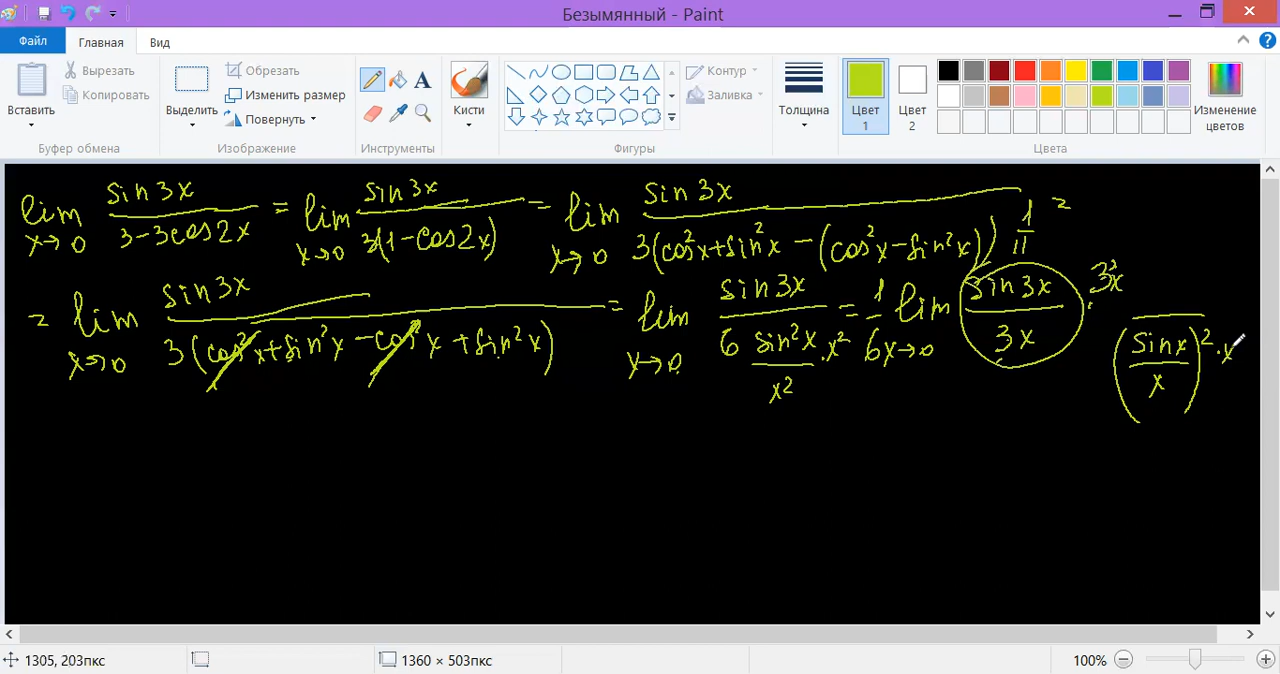 Безымянный - Paint
Файл Главная Вид
Вставить Вырезать Копировать Выделить Обрезать Изменить размер Повернуть Кисти Контур Заливка Толщина Цвет 1 Цвет 2 Изменение цветов
Буфер обмена Изображение Инструменты Фигуры Цвета
lim x→0 sin3x / 3-3cos2x = lim x→0 sin3x / 3(1-cos2x) = lim x→0 sin3x / 3(cos²x+sin²x-(cos²x-sin²x)) =
= lim x→0 sin3x / 3(cos²x+sin²x-cos²x+sin²x) = lim x→0 sin3x / 6 sin²x/x² · x² = 1/6 lim x→0 sin3x / 3x · 3x / (sinx / x)² · x
1305, 203пкс 1360 × 503пкс 100%